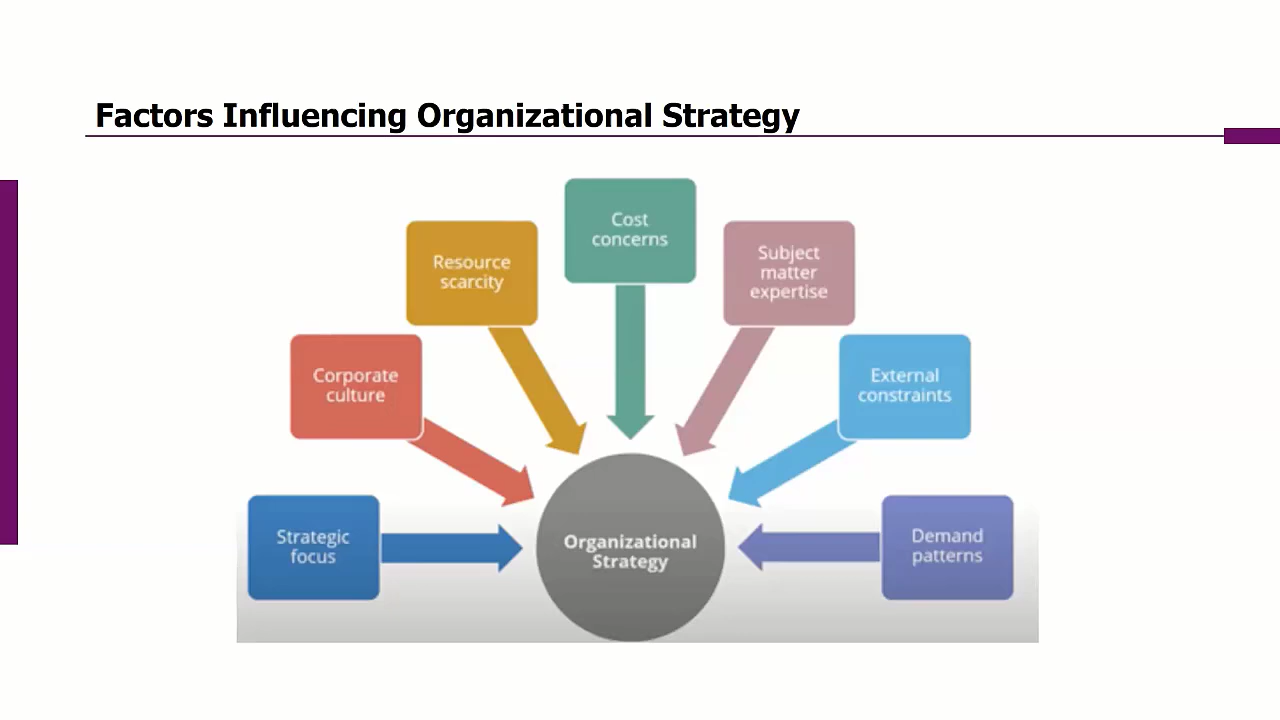 Factors Influencing Organizational Strategy
Cost
concerns
Resource
scarcity
Subject
matter
expertise
Corporate
culture
External
constraints
Strategic
focus
Organizational
Strategy
Demand
patterns